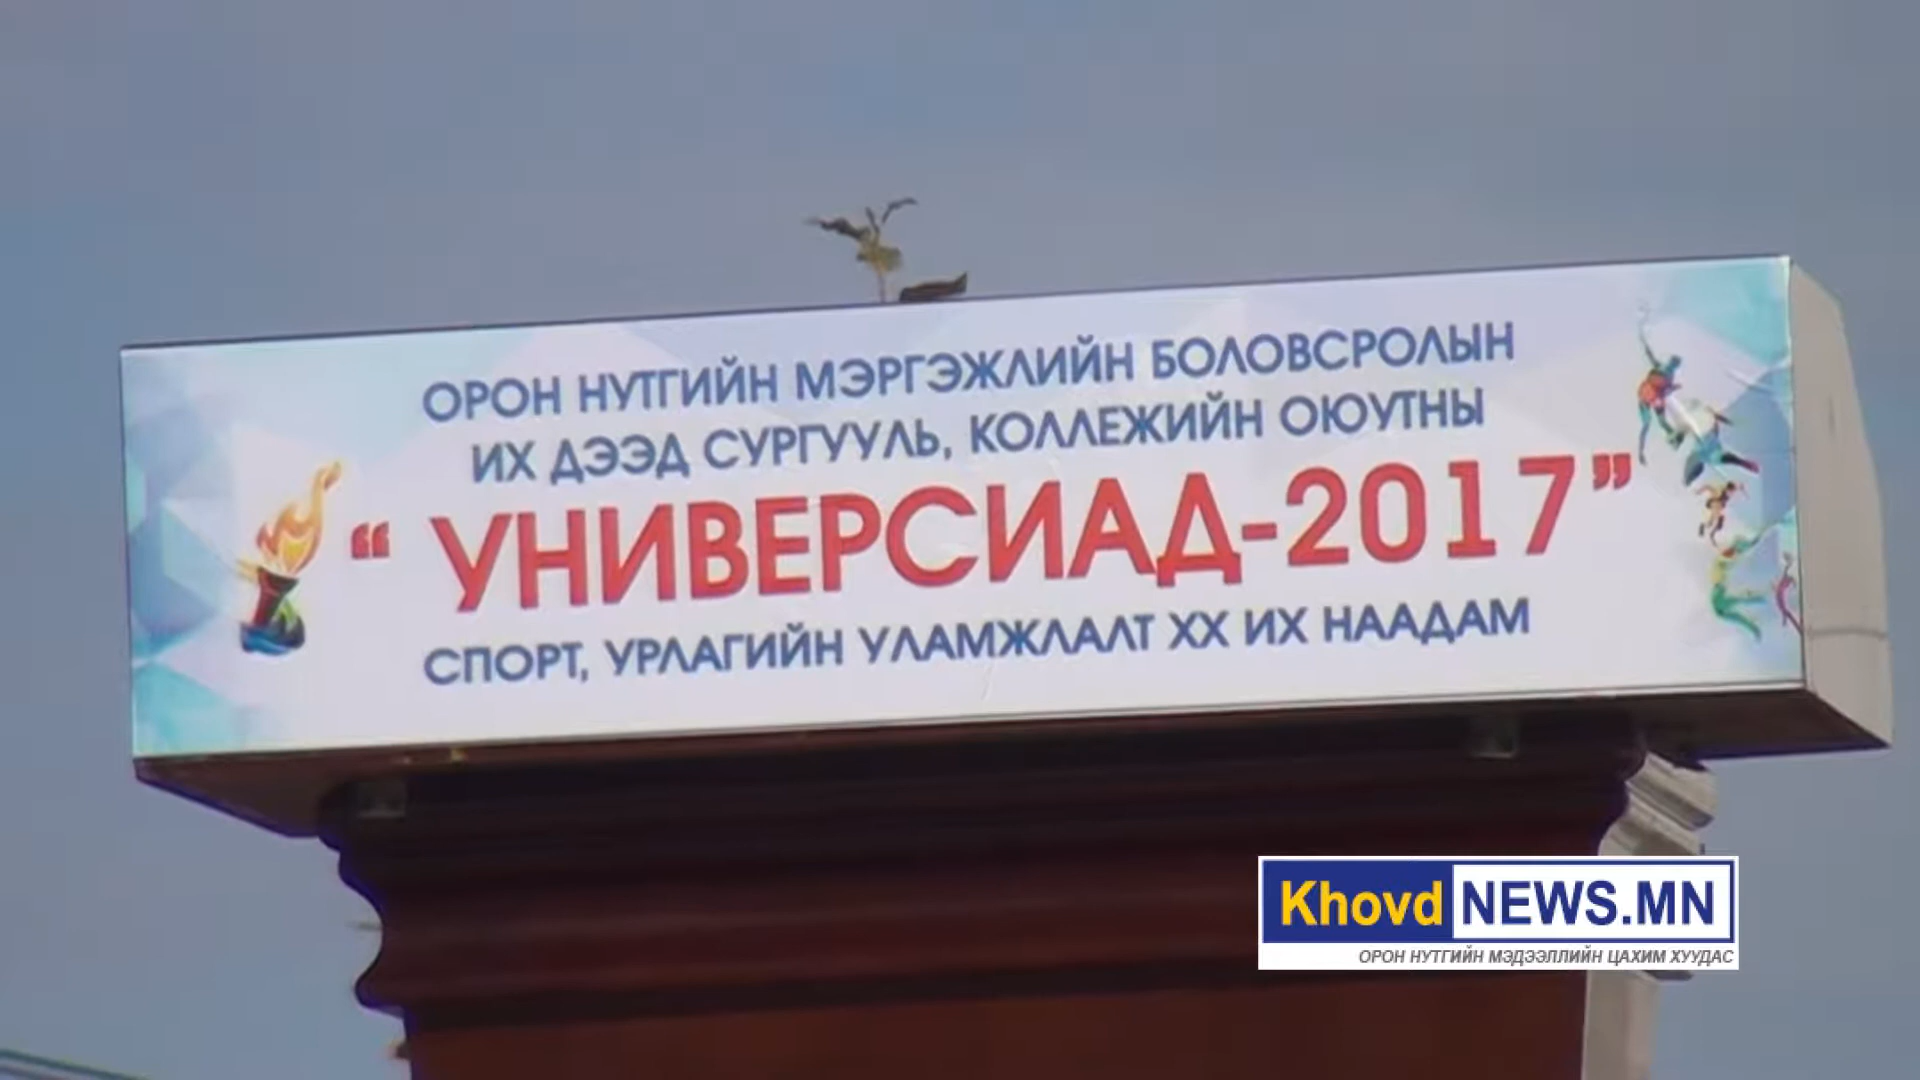 ОРОН НУТГИЙН МЭРГЭЖЛИЙН БОЛОВСРОЛЫН
ИХ ДЭЭД СУРГУУЛЬ, КОЛЛЕЖИЙН ОЮУТНЫ
“ УНИВЕРСИАД-2017”
СПОРТ, УРЛАГИЙН УЛАМЖЛАЛТ XX ИХ НААДАМ
Khovd NEWS.MN
ОРОН НУТГИЙН МЭДЭЭЛЛИЙН ЦАХИМ ХУУДАС